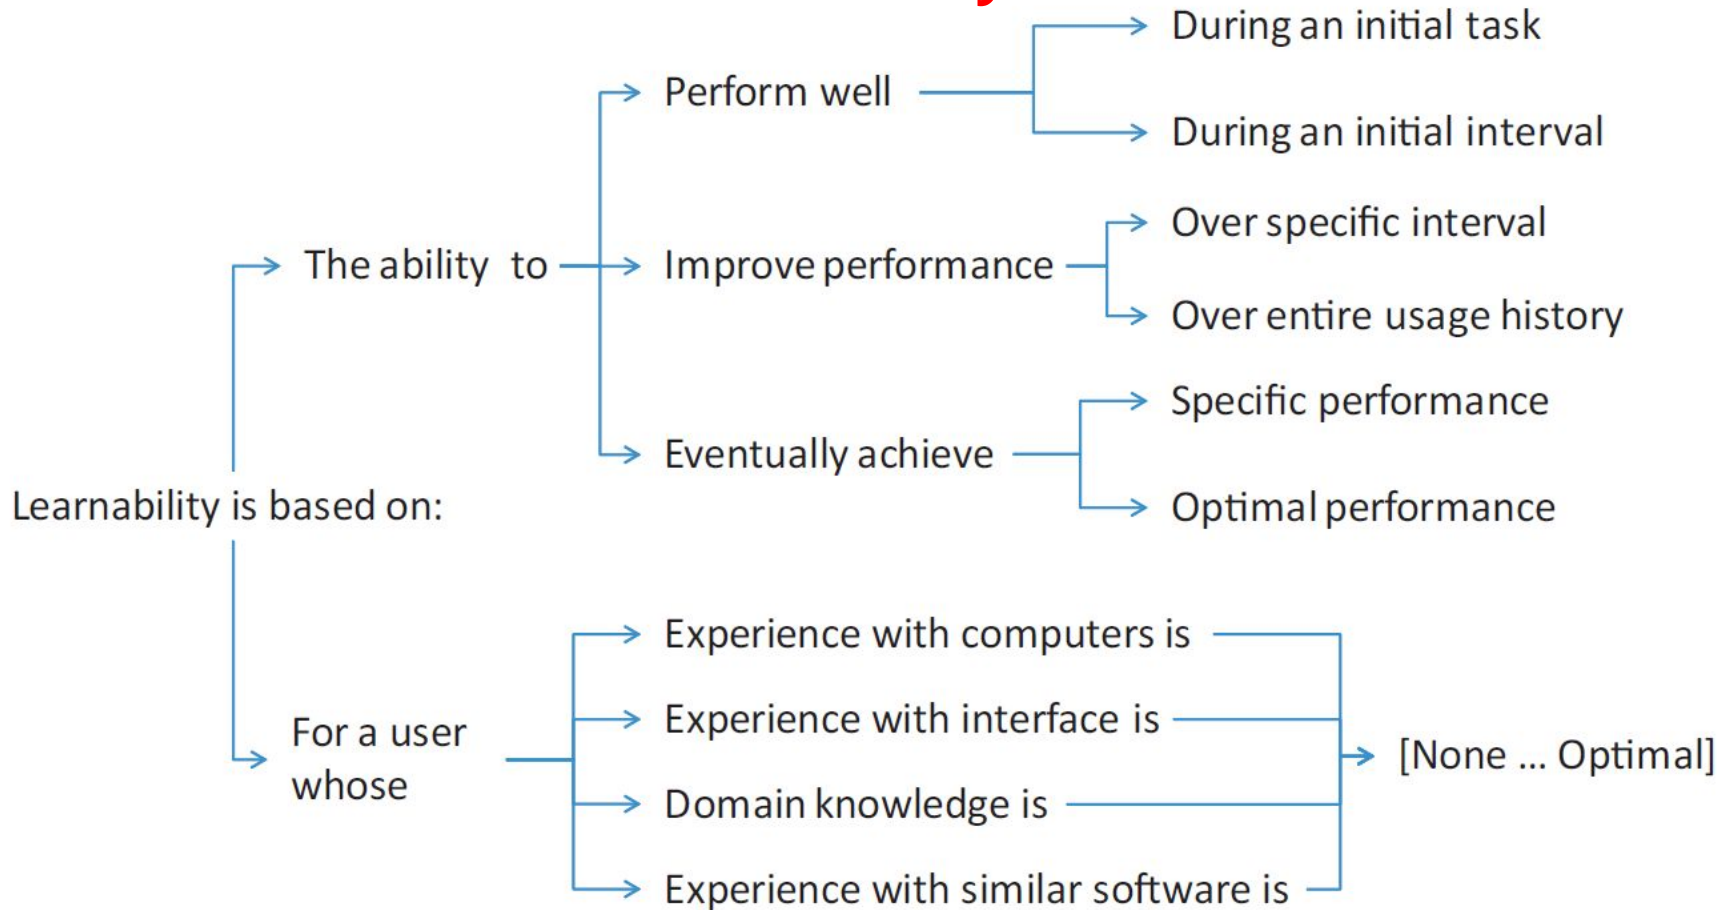 During an initial task
Perform well
During an initial interval
Over specific interval
The ability to
Improve performance
Over entire usage history
Specific performance
Eventually achieve
Optimal performance
Learnability is based on:
Experience with computers is
Experience with interface is
For a user
whose
[None ... Optimal]
Domain knowledge is
Experience with similar software is